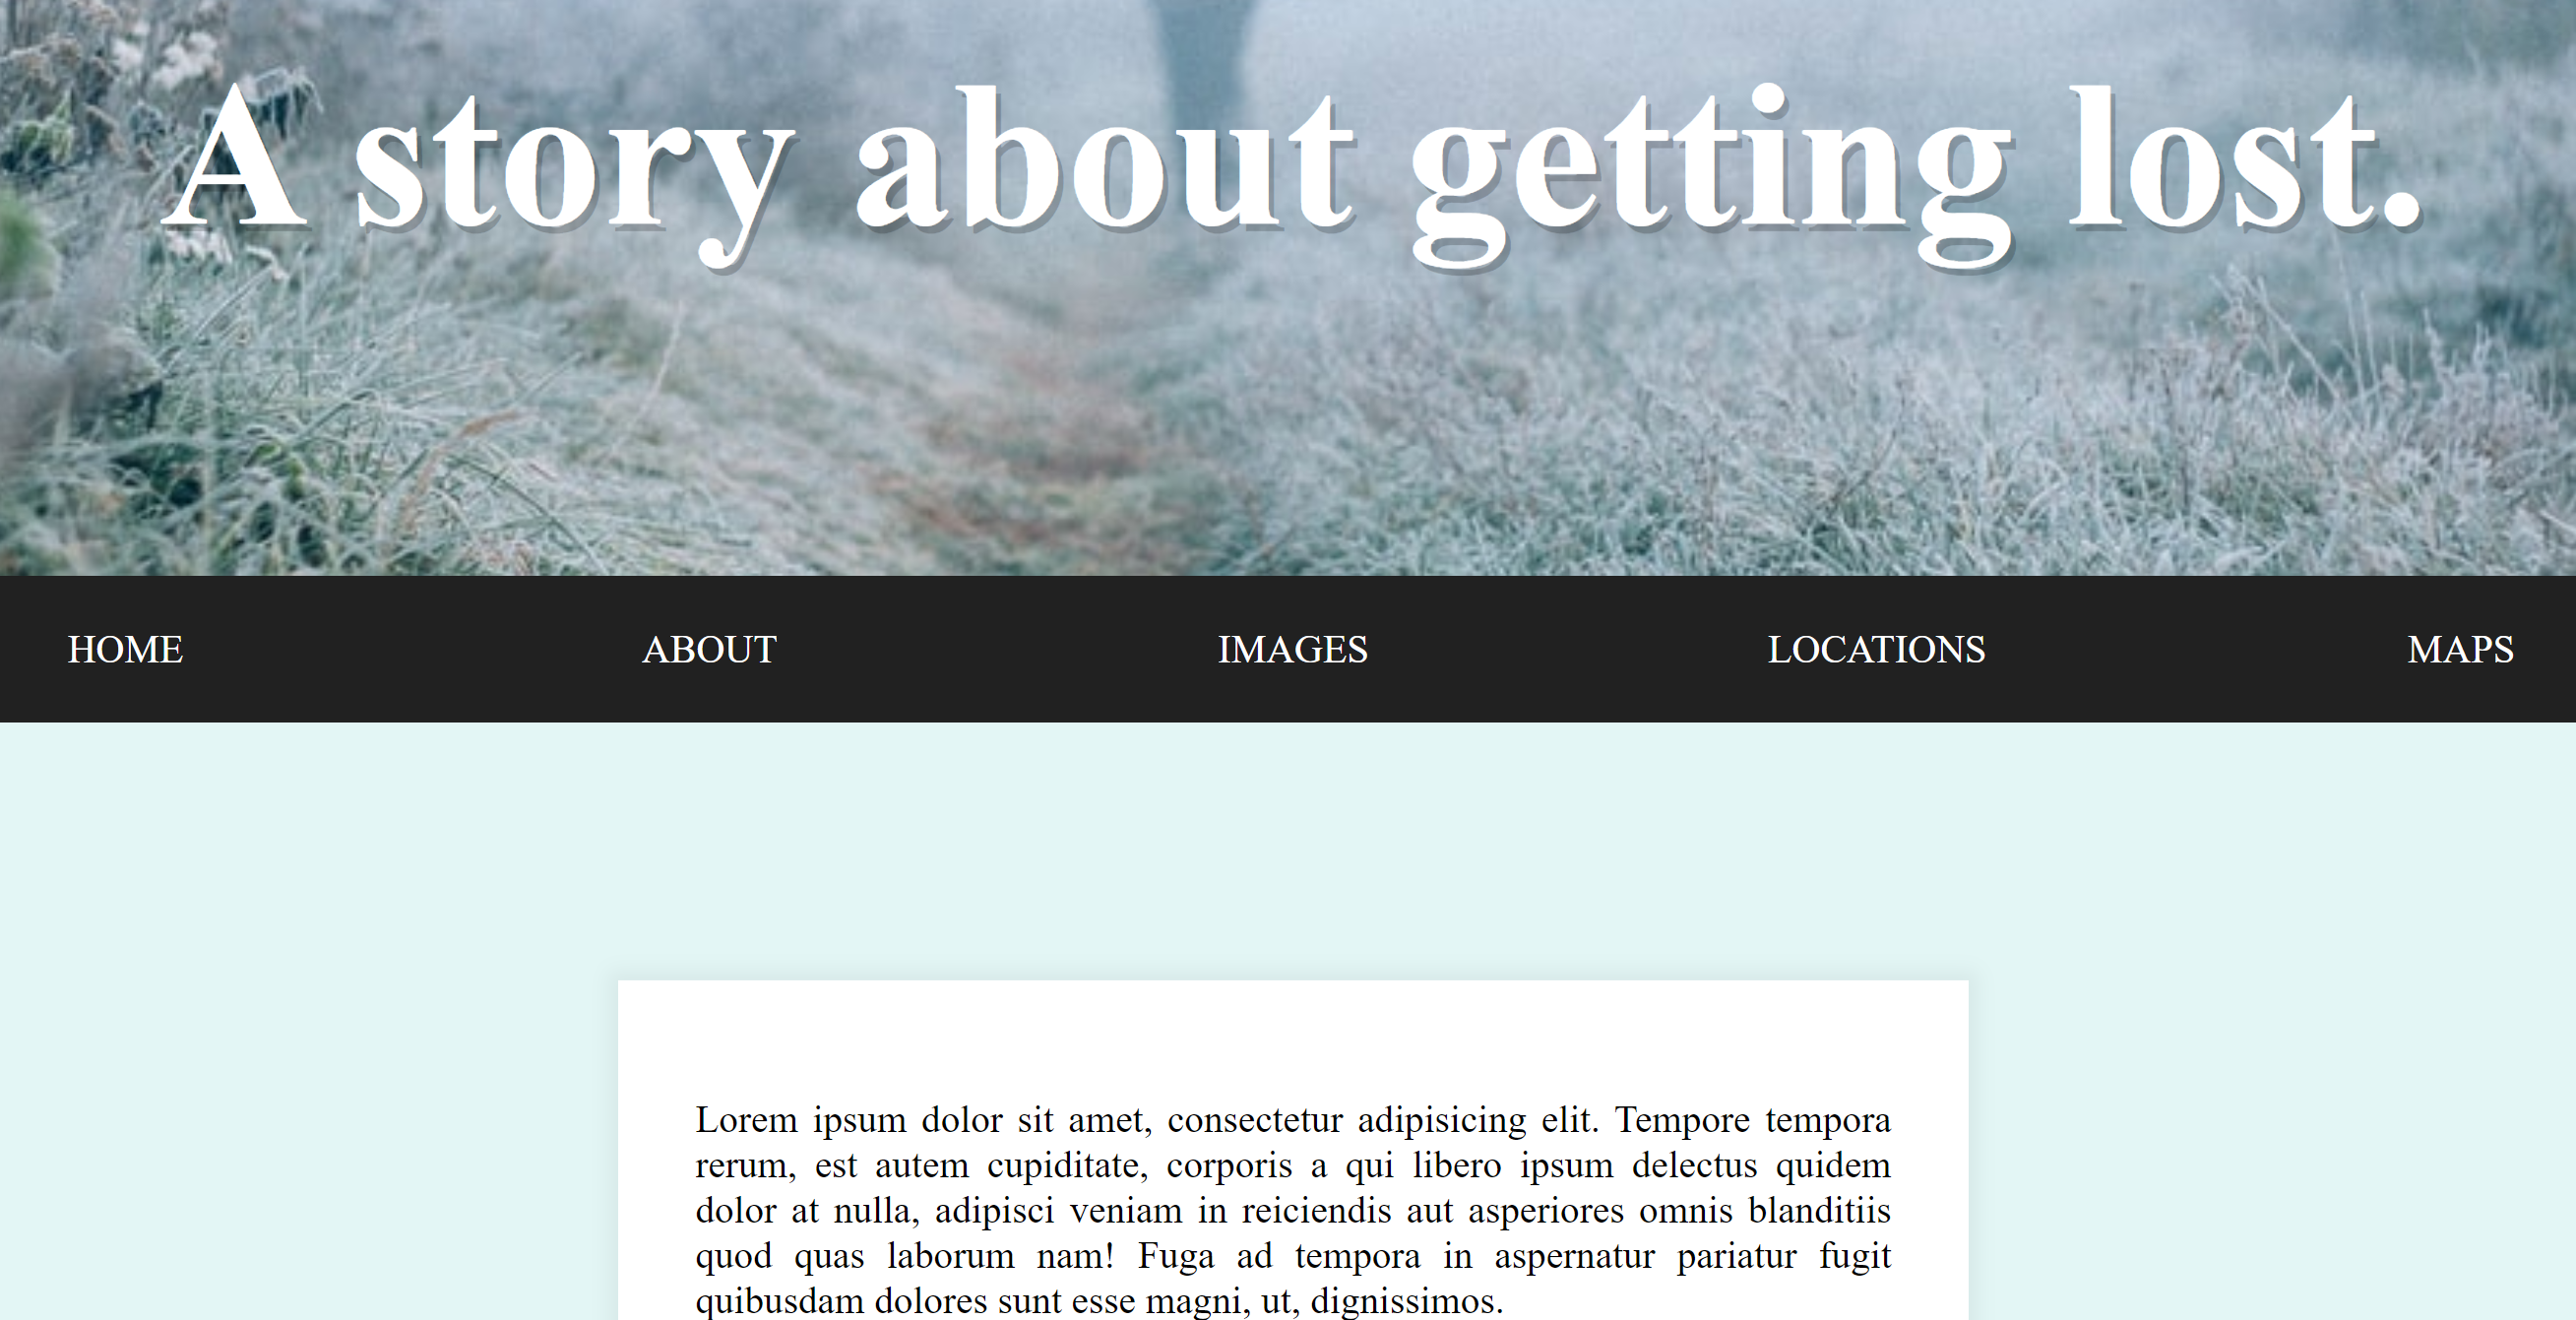 A story about getting lost.
HOME ABOUT IMAGES LOCATIONS MAPS
Lorem ipsum dolor sit amet, consectetur adipisicing elit. Tempore tempora
rerum, est autem cupiditate, corporis a qui libero ipsum delectus quidem
dolor at nulla, adipisci veniam in reiciendis aut asperiores omnis blanditiis
quod quas laborum nam! Fuga ad tempora in aspernatur pariatur fugit
quibusdam dolores sunt esse magni, ut, dignissimos.